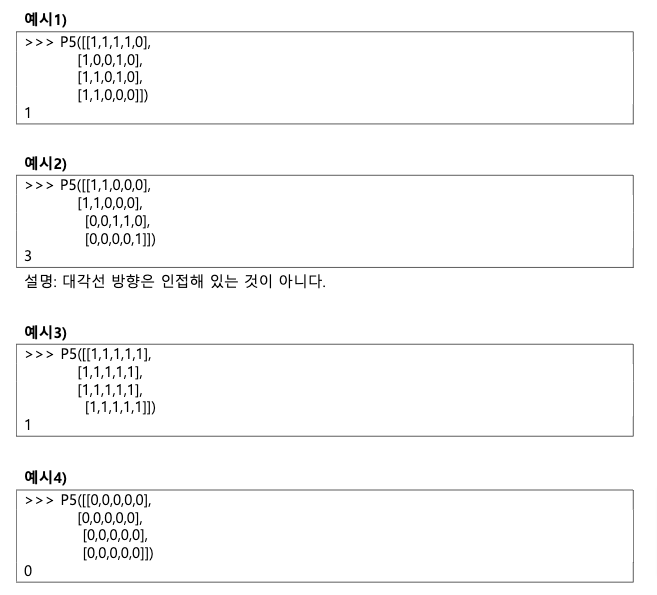 예시1)
>>> P5([[1,1,1,1,0],
[1,0,0,1,0],
[1,1,0,1,0],
[1,1,0,0,0]])
1
예시2)
>>> P5([[1,1,0,0,0],
[1,1,0,0,0],
[0,0,1,1,0],
[0,0,0,0,1]])
3
설명: 대각선 방향은 인접해 있는 것이 아니다.
예시3)
>>> P5([[1,1,1,1,1],
[1,1,1,1,1],
[1,1,1,1,1],
[1,1,1,1,1]])
1
예시4)
>>> P5([[0,0,0,0,0],
[0,0,0,0,0],
[0,0,0,0,0],
[0,0,0,0,0]])
0